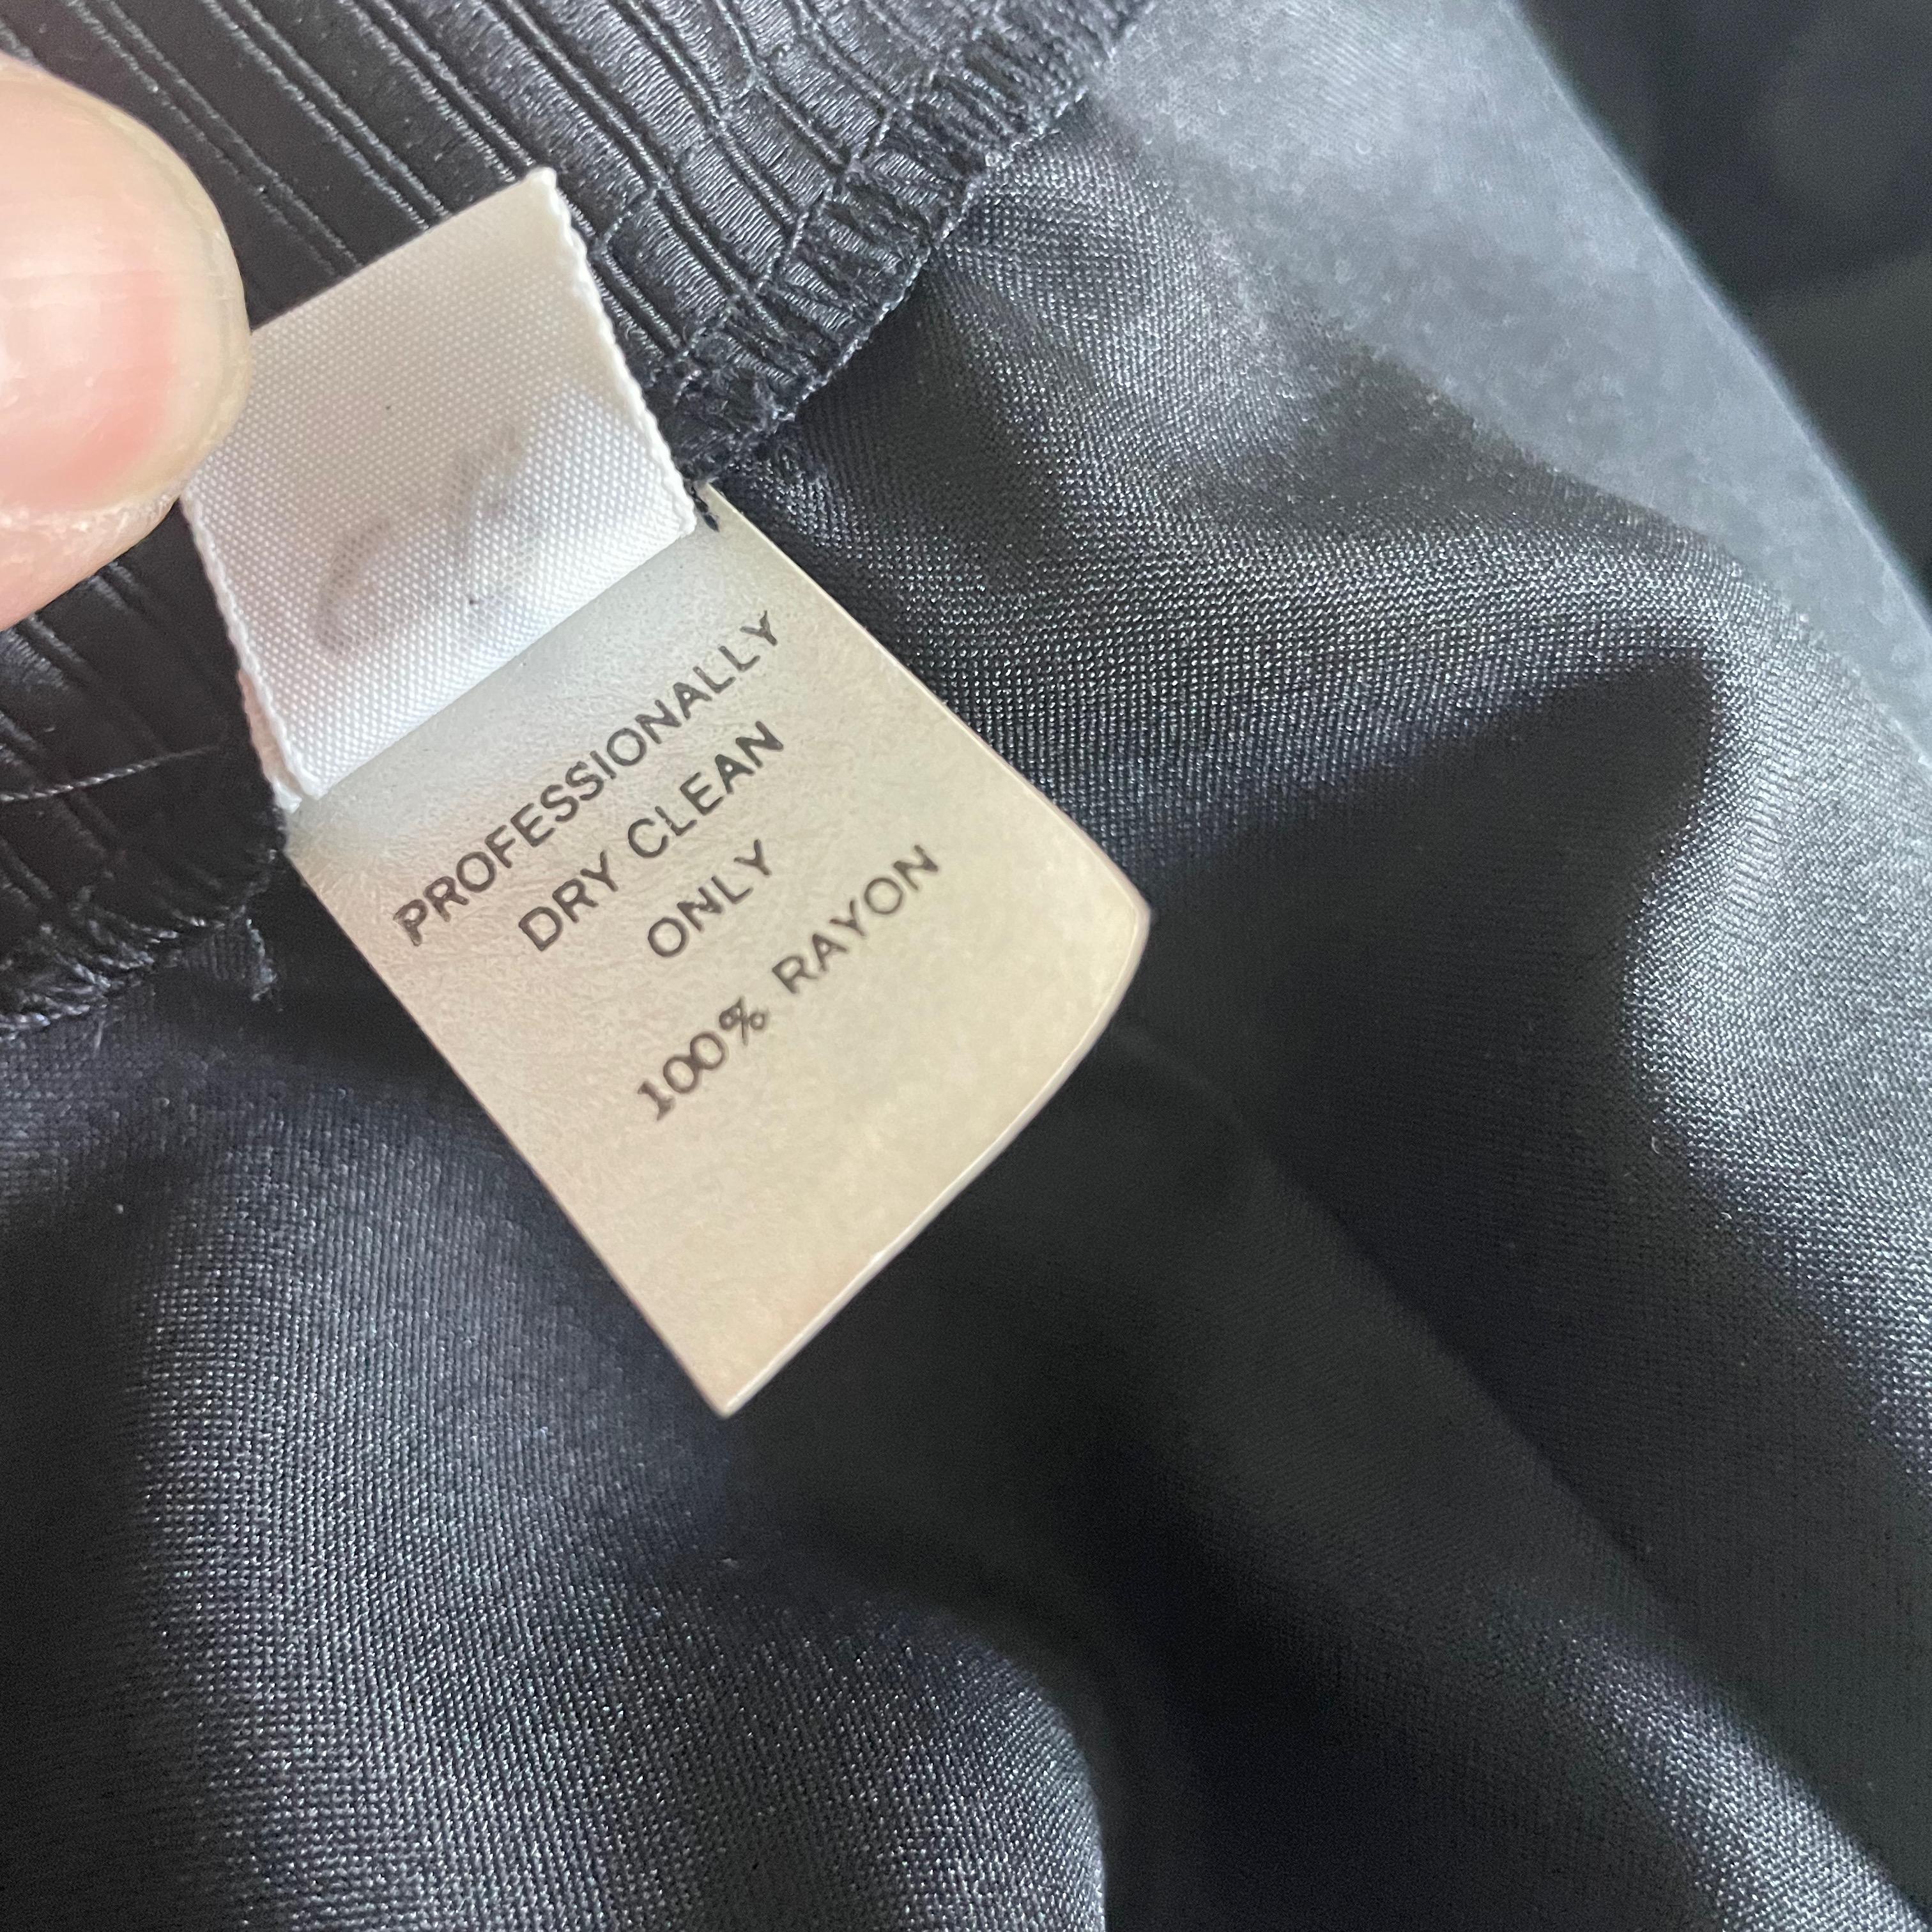 PROFESSIONALLY
DRY CLEAN
ONLY
100% RAYON